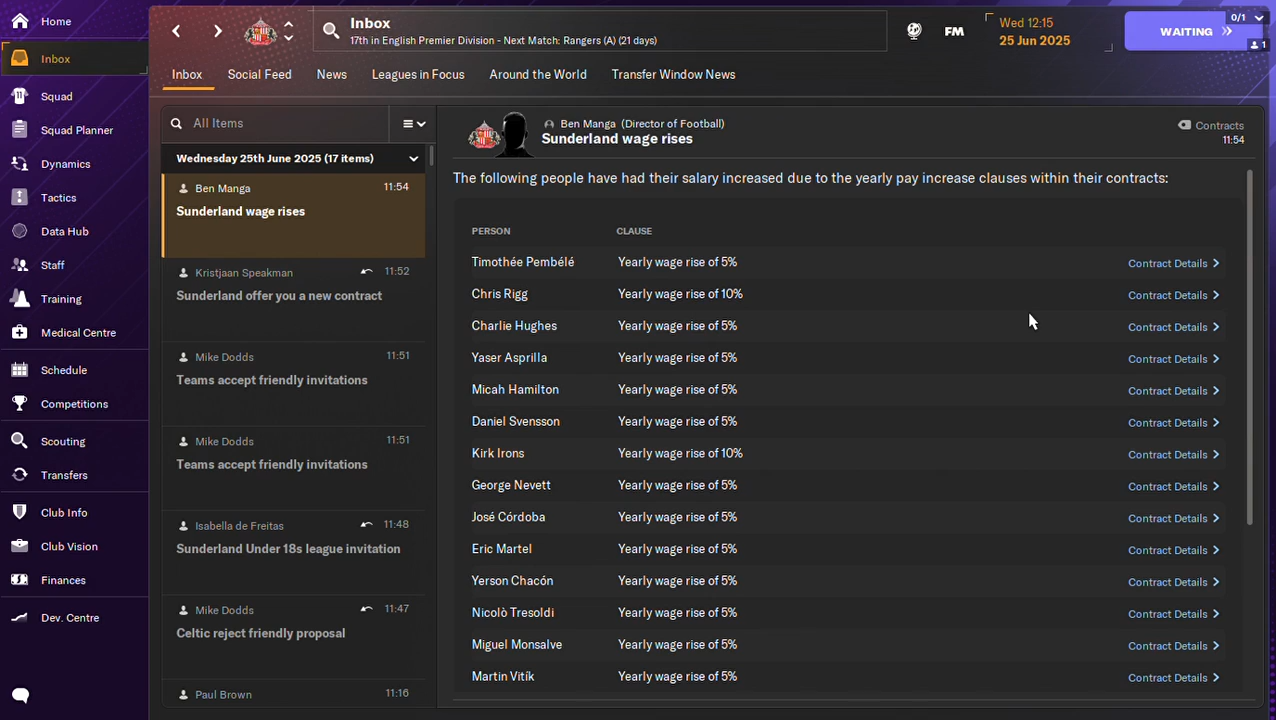 Home
Inbox
Squad
Squad Planner
Dynamics
Tactics
Data Hub
Staff
Training
Medical Centre
Schedule
Competitions
Scouting
Transfers
Club Info
Club Vision
Finances
Dev. Centre
Inbox
17th in English Premier Division - Next Match: Rangers (A) (21 days)
FM
Wed 12:15
25 Jun 2025
WAITING
0/1
1
Inbox
Social Feed
News
Leagues in Focus
Around the World
Transfer Window News
All Items
Wednesday 25th June 2025 (17 items)
Ben Manga 11:54
Sunderland wage rises
Kristjaan Speakman 11:52
Sunderland offer you a new contract
Mike Dodds 11:51
Teams accept friendly invitations
Mike Dodds 11:51
Teams accept friendly invitations
Isabella de Freitas 11:48
Sunderland Under 18s league invitation
Mike Dodds 11:47
Celtic reject friendly proposal
Paul Brown 11:16
Ben Manga (Director of Football)
Sunderland wage rises
Contracts
11:54
The following people have had their salary increased due to the yearly pay increase clauses within their contracts:
PERSON CLAUSE
Timothée Pembélé Yearly wage rise of 5% Contract Details
Chris Rigg Yearly wage rise of 10% Contract Details
Charlie Hughes Yearly wage rise of 5% Contract Details
Yaser Asprilla Yearly wage rise of 5% Contract Details
Micah Hamilton Yearly wage rise of 5% Contract Details
Daniel Svensson Yearly wage rise of 5% Contract Details
Kirk Irons Yearly wage rise of 10% Contract Details
George Nevett Yearly wage rise of 5% Contract Details
José Córdoba Yearly wage rise of 5% Contract Details
Eric Martel Yearly wage rise of 5% Contract Details
Yerson Chacón Yearly wage rise of 5% Contract Details
Nicolò Tresoldi Yearly wage rise of 5% Contract Details
Miguel Monsalve Yearly wage rise of 5% Contract Details
Martin Vitík Yearly wage rise of 5% Contract Details